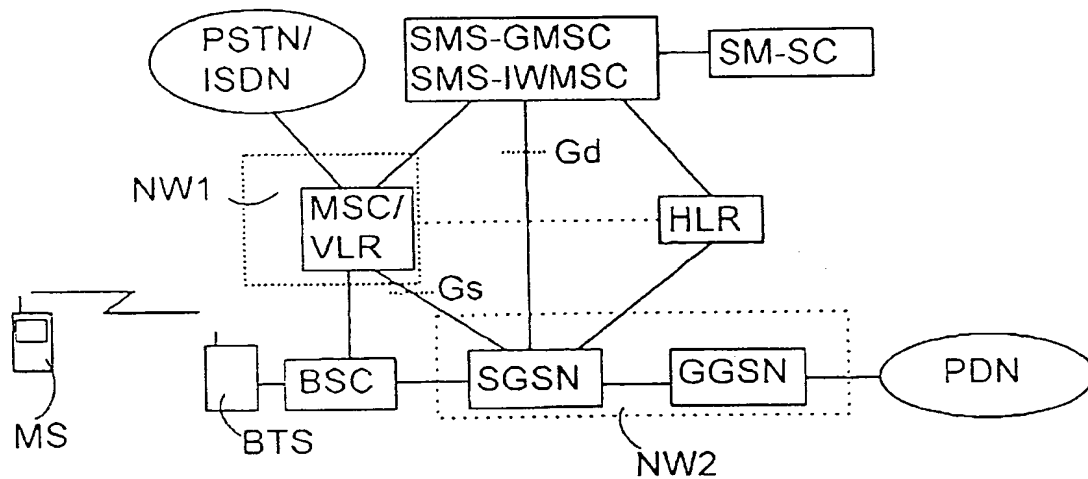 PSTN/
ISDN
SMS-GMSC
SMS-IWMSC
SM-SC
Gd
NW1
MSC/
VLR
HLR
Gs
BSC
SGSN
GGSN
PDN
MS
BTS
NW2